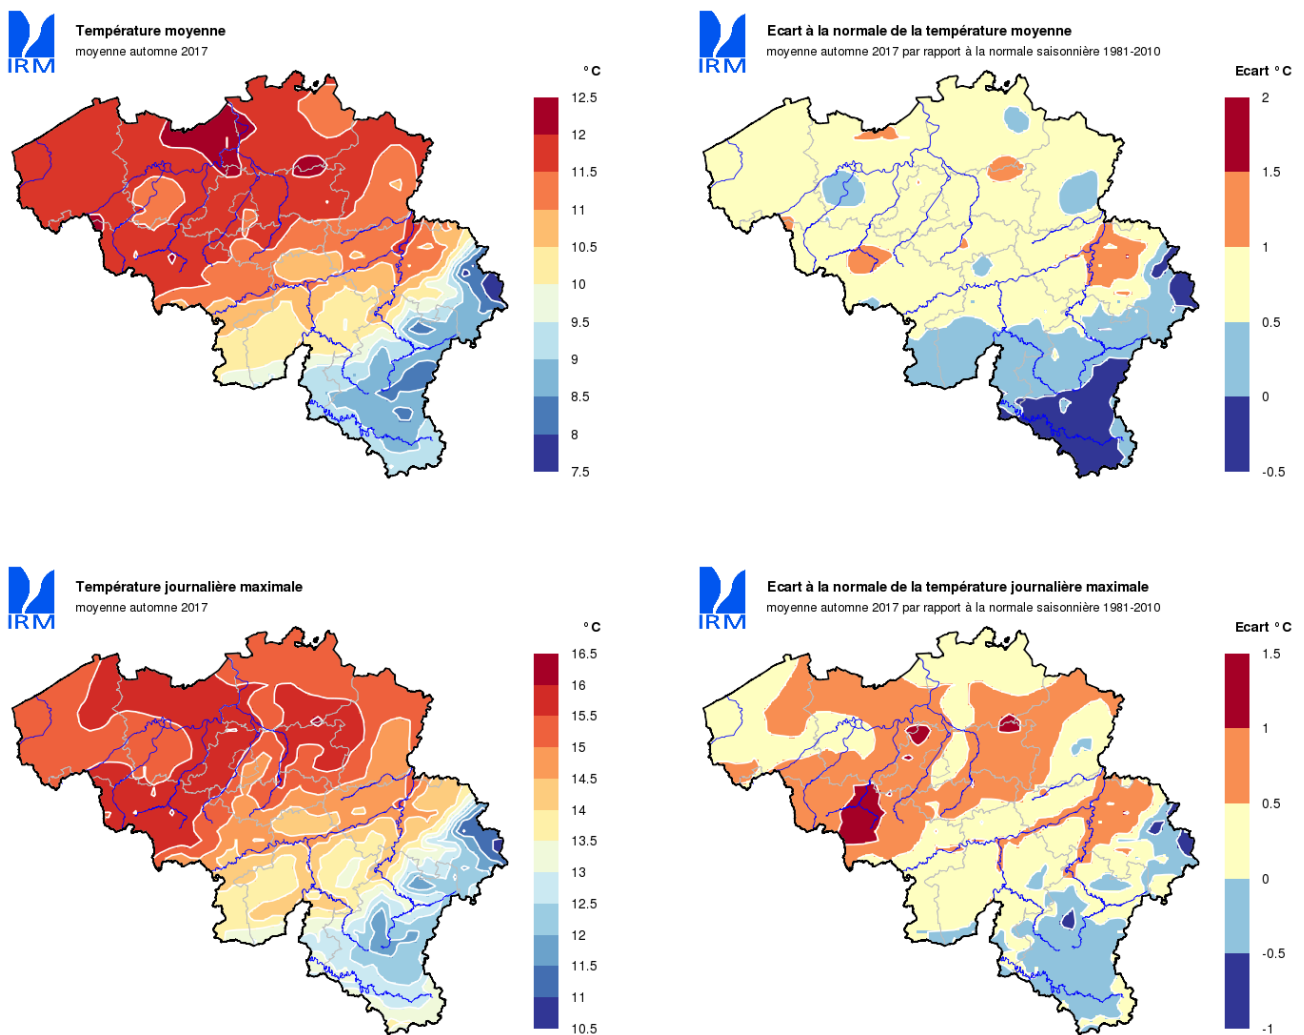 IRM
Température moyenne
moyenne automne 2017
°C
12.5
12
11.5
11
10.5
10
9.5
9
8.5
8
7.5
IRM
Ecart à la normale de la température moyenne
moyenne automne 2017 par rapport à la normale saisonnière 1981-2010
Ecart °C
2
1.5
1
0.5
0
-0.5
IRM
Température journalière maximale
moyenne automne 2017
°C
16.5
16
15.5
15
14.5
14
13.5
13
12.5
12
11.5
11
10.5
IRM
Ecart à la normale de la température journalière maximale
moyenne automne 2017 par rapport à la normale saisonnière 1981-2010
Ecart °C
1.5
1
0.5
0
-0.5
-1